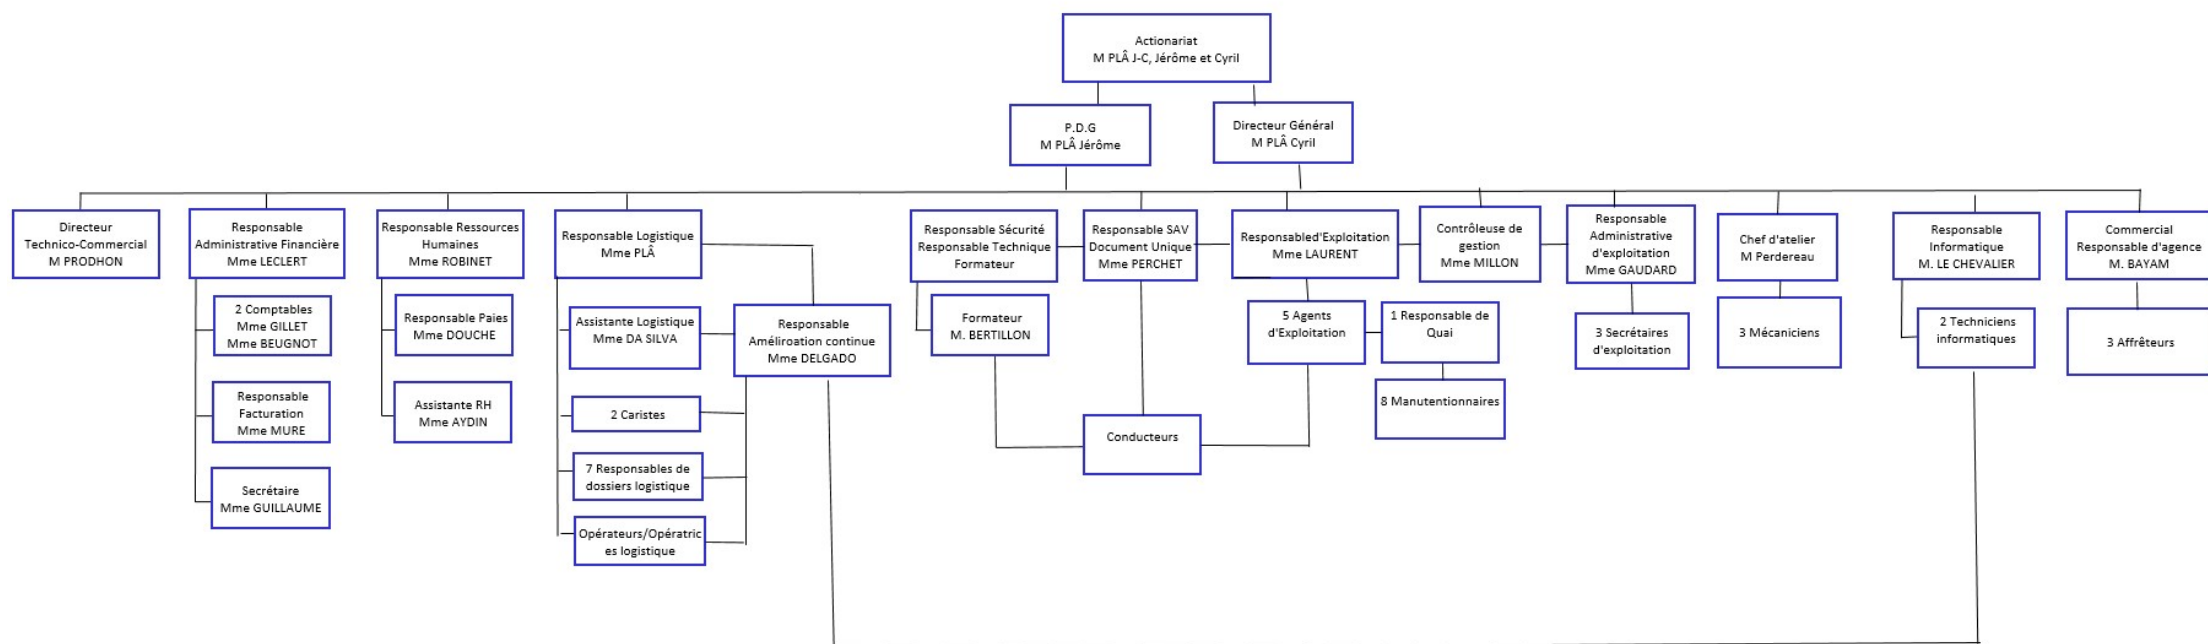 Actionariat
M PLÂ J-C, Jérôme et Cyril
P.D.G
M PLÂ Jérôme
Directeur Général
M PLÂ Cyril
Directeur
Technico-Commercial
M PRODHON
Responsable
Administrative Financière
Mme LECLERT
Responsable Ressources
Humaines
Mme ROBINET
Responsable Logistique
Mme PLÂ
Responsable Sécurité
Responsable Technique
Formateur
Responsable SAV
Document Unique
Mme PERCHET
Responsabled'Exploitation
Mme LAURENT
Contrôleuse de
gestion
Mme MILLON
Responsable
Administrative
d'exploitation
Mme GAUDARD
Chef d'atelier
M Perdereau
Responsable
Informatique
M. LE CHEVALIER
Commercial
Responsable d'agence
M. BAYAM
2 Comptables
Mme GILLET
Mme BEUGNOT
Responsable
Facturation
Mme MURE
Secrétaire
Mme GUILLAUME
Responsable Paies
Mme DOUCHE
Assistante RH
Mme AYDIN
Assistante Logistique
Mme DA SILVA
2 Caristes
7 Responsables de
dossiers logistique
Opérateurs/Opératric
es logistique
Responsable
Améliroation continue
Mme DELGADO
Formateur
M. BERTILLON
Conducteurs
5 Agents
d'Exploitation
1 Responsable de
Quai
8 Manutentionnaires
3 Secrétaires
d'exploitation
3 Mécaniciens
2 Techniciens
informatiques
3 Affrêteurs